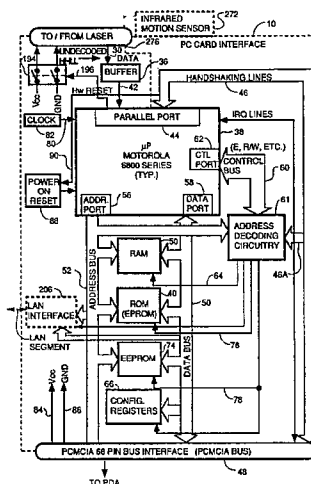 INFRARED
MOTION SENSOR
272
10
TO / FROM LASER
PC CARD INTERFACE
UNDECODED
30
276
DATA
194
36
196
BUFFER
42
HANDSHAKING LINES
Vcc
GND
HW RESET
46
CLOCK
PARALLEL PORT
IRQ LINES
82
80
44
38
90
µP
MOTOROLA
6800 SERIES
(TYP.)
62
CTL
PORT
(E, R/W, ETC.)
CONTROL
BUS
60
POWER
ON
RESET
88
56
58
61
ADDR.
PORT
DATA
PORT
ADDRESS
DECODING
CIRCUITRY
50
RAM
52
ADDRESS BUS
64
46A
206
40
50
LAN
INTERFACE
ROM
(EPROM)
76
LAN
SEGMENT
74
DATA BUS
EEPROM
Vcc
GND
66
78
84
86
CONFIG.
REGISTERS
PCMCIA 68 PIN BUS INTERFACE (PCMCIA BUS)
48
TO PDA